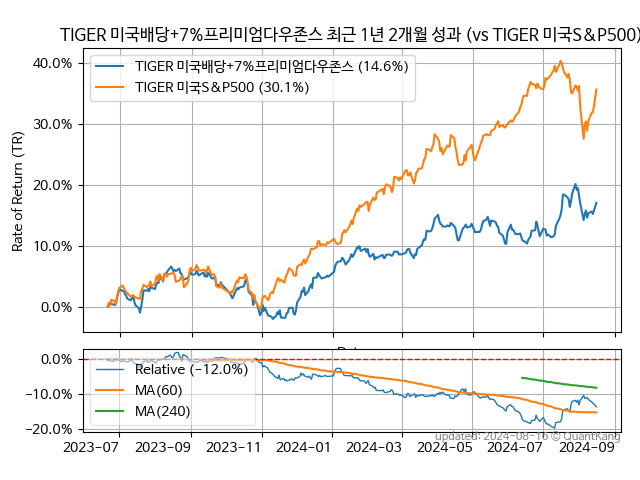 TIGER 미국배당+7%프리미엄다우존스 최근 1년 2개월 성과 (vs TIGER 미국S&P500)
TIGER 미국배당+7%프리미엄다우존스 (14.6%)
TIGER 미국S&P500 (30.1%)
Rate of Return (TR)
40.0%
30.0%
20.0%
10.0%
0.0%
Relative (−12.0%)
MA(60)
MA(240)
0.0%
−10.0%
−20.0%
2023−07 2023−09 2023−11 2024−01 2024−03 2024−05 2024−07 2024−09
updated: 2024−08−16 © QuantKang